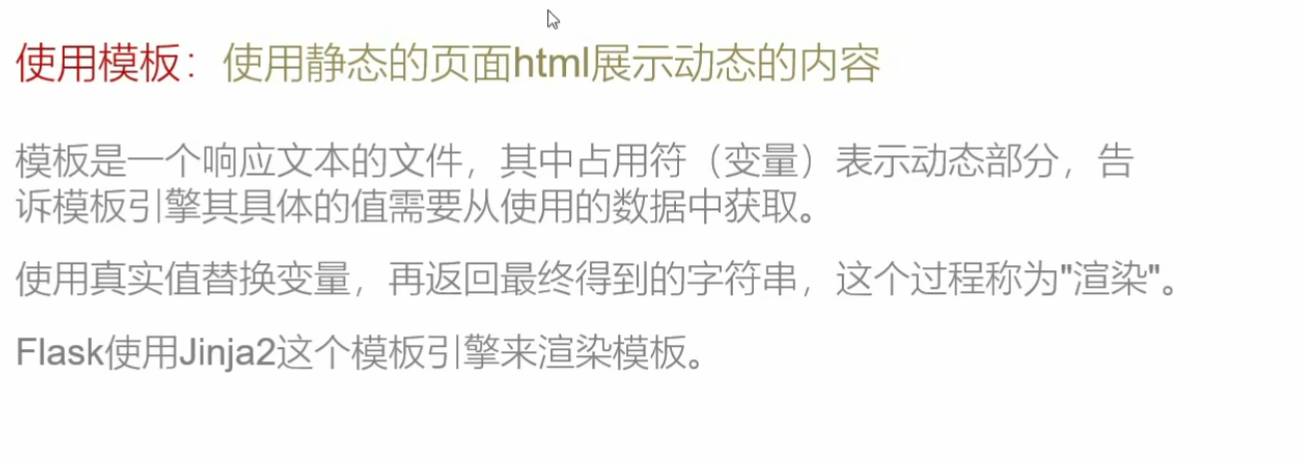 使用模板：使用静态的页面html展示动态的内容
模板是一个响应文本的文件，其中占用符（变量）表示动态部分，告
诉模板引擎其具体的值需要从使用的数据中获取。
使用真实值替换变量，再返回最终得到的字符串，这个过程称为"渲染"。
Flask使用Jinja2这个模板引擎来渲染模板。